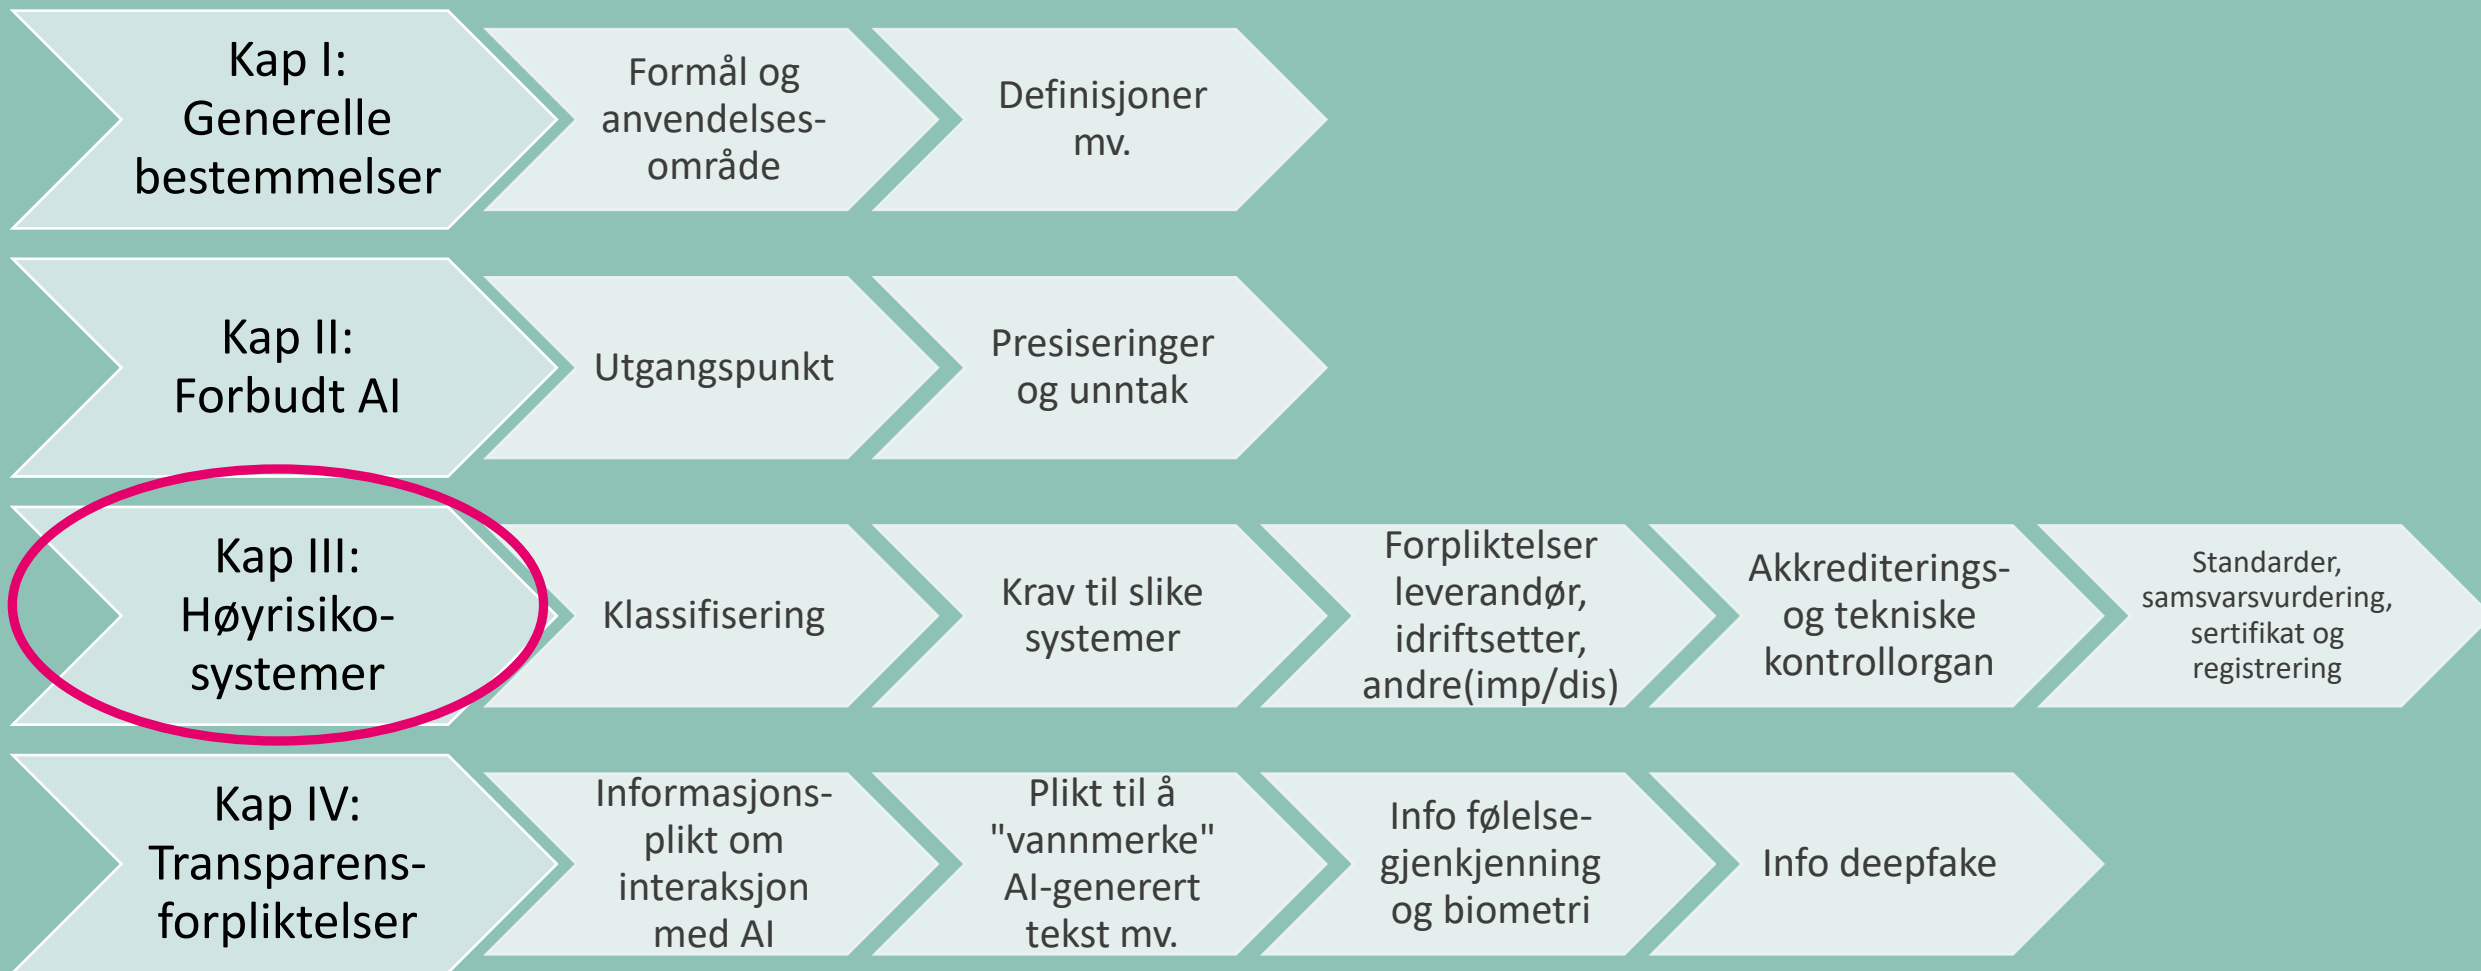 Kap I:
Generelle
bestemmelser
Formål og
anvendelses-
område
Definisjoner
mv.
Kap II:
Forbudt AI
Utgangspunkt
Presiseringer
og unntak
Kap III:
Høyrisiko-
systemer
Klassifisering
Krav til slike
systemer
Forpliktelser
leverandør,
idriftsetter,
andre(imp/dis)
Akkrediterings-
og tekniske
kontrollorgan
Standarder,
samsvarsvurdering,
sertifikat og
registrering
Kap IV:
Transparens-
forpliktelser
Informasjons-
plikt om
interaksjon
med AI
Plikt til å
"vannmerke"
AI-generert
tekst mv.
Info følelse-
gjenkjenning
og biometri
Info deepfake